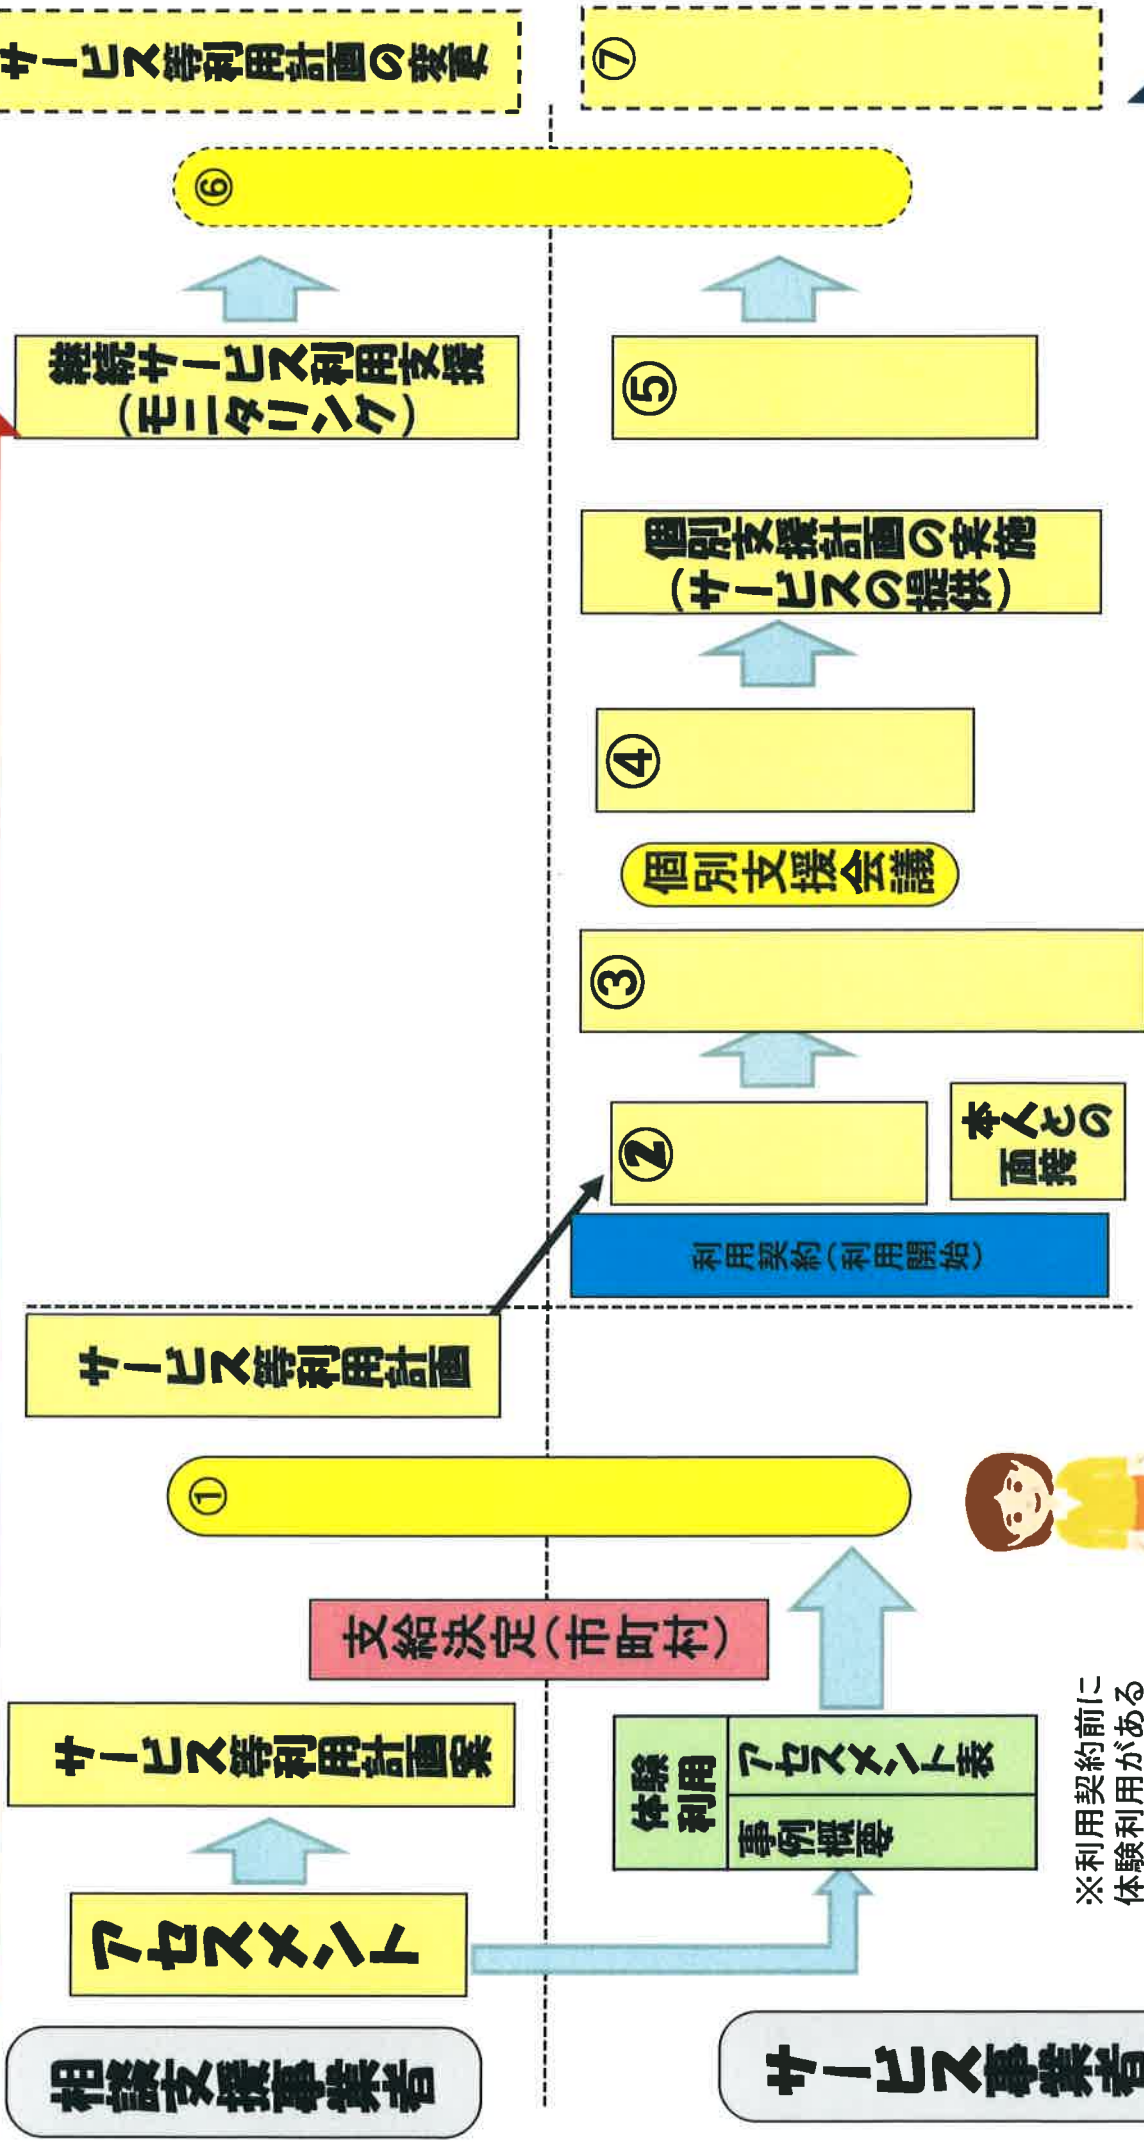 相談支援事業者
アセスメント
サービス等利用計画案
支給決定(市町村)
①
サービス等利用計画
継続サービス利用支援
(モニタリング)
⑥
サービス等利用計画の変更
サービス事業者
体験
利用
事例概要
アセスメント表
※利用契約前に
体験利用がある
利用契約(利用開始)
②
本人との
面接
③
個別支援会議
④
個別支援計画の実施
(サービスの提供)
⑤
⑦